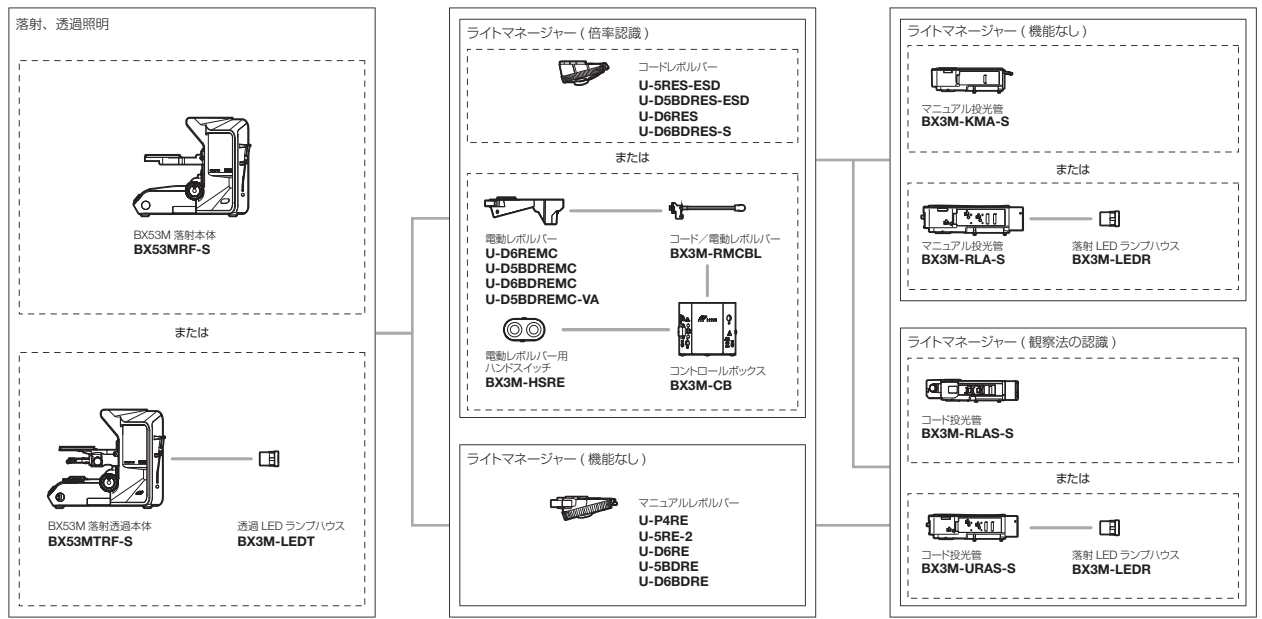 落射、透過照明
BX53M 落射本体
BX53MRF-S
または
BX53M 落射透過本体
BX53MTRF-S
透過 LED ランプハウス
BX3M-LEDT
ライトマネージャー ( 倍率認識 )
コードレボルバー
U-5RES-ESD
U-D5BDRES-ESD
U-D6RES
U-D6BDRES-S
または
電動レボルバー
U-D6REMC
U-D5BDREMC
U-D6BDREMC
U-D5BDREMC-VA
コード／電動レボルバー
BX3M-RMCBL
電動レボルバー用
ハンドスイッチ
BX3M-HSRE
コントロールボックス
BX3M-CB
ライトマネージャー ( 機能なし )
マニュアルレボルバー
U-P4RE
U-5RE-2
U-D6RE
U-5BDRE
U-D6BDRE
ライトマネージャー ( 機能なし )
マニュアル投光管
BX3M-KMA-S
または
マニュアル投光管
BX3M-RLA-S
落射 LED ランプハウス
BX3M-LEDR
ライトマネージャー ( 観察法の認識 )
コード投光管
BX3M-RLAS-S
または
コード投光管
BX3M-URAS-S
落射 LED ランプハウス
BX3M-LEDR